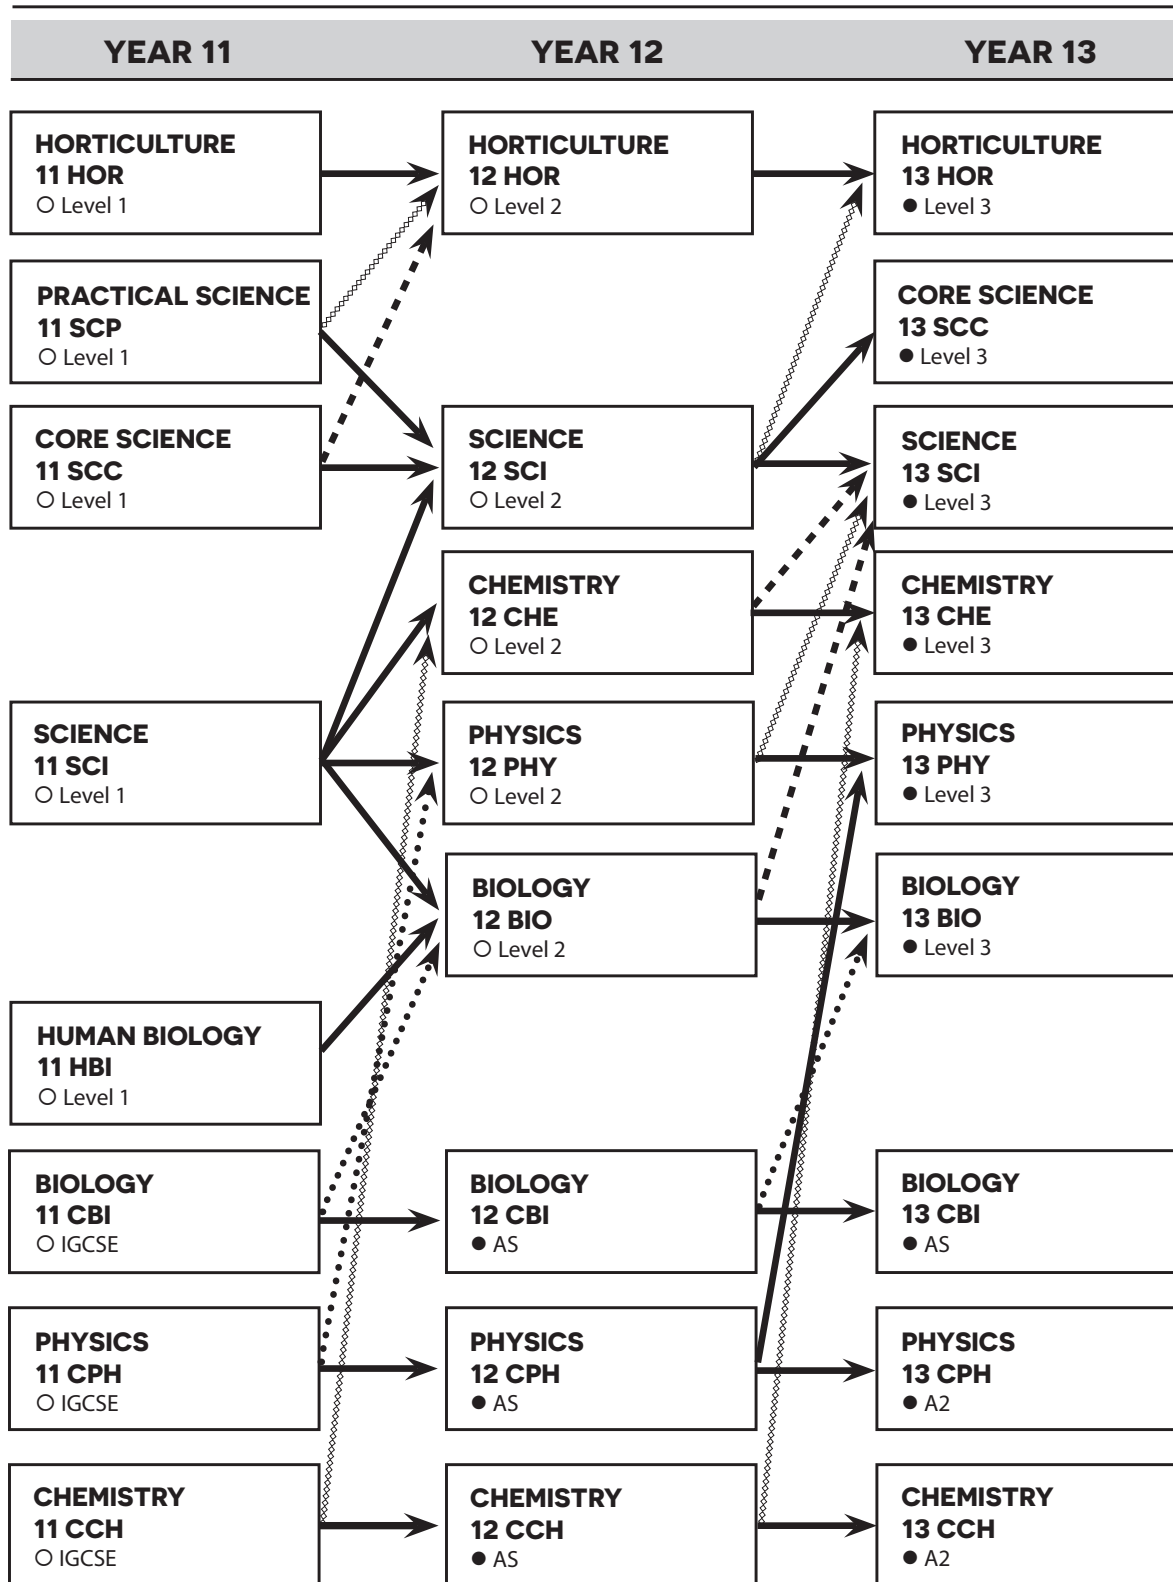 YEAR 11
YEAR 12
YEAR 13
HORTICULTURE
11 HOR
○ Level 1
HORTICULTURE
12 HOR
○ Level 2
HORTICULTURE
13 HOR
● Level 3
PRACTICAL SCIENCE
11 SCP
○ Level 1
CORE SCIENCE
13 SCC
● Level 3
CORE SCIENCE
11 SCC
○ Level 1
SCIENCE
12 SCI
○ Level 2
SCIENCE
13 SCI
● Level 3
CHEMISTRY
12 CHE
○ Level 2
CHEMISTRY
13 CHE
● Level 3
SCIENCE
11 SCI
○ Level 1
PHYSICS
12 PHY
○ Level 2
PHYSICS
13 PHY
● Level 3
BIOLOGY
12 BIO
○ Level 2
BIOLOGY
13 BIO
● Level 3
HUMAN BIOLOGY
11 HBI
○ Level 1
BIOLOGY
11 CBI
○ IGCSE
BIOLOGY
12 CBI
● AS
BIOLOGY
13 CBI
● AS
PHYSICS
11 CPH
○ IGCSE
PHYSICS
12 CPH
● AS
PHYSICS
13 CPH
● A2
CHEMISTRY
11 CCH
○ IGCSE
CHEMISTRY
12 CCH
● AS
CHEMISTRY
13 CCH
● A2